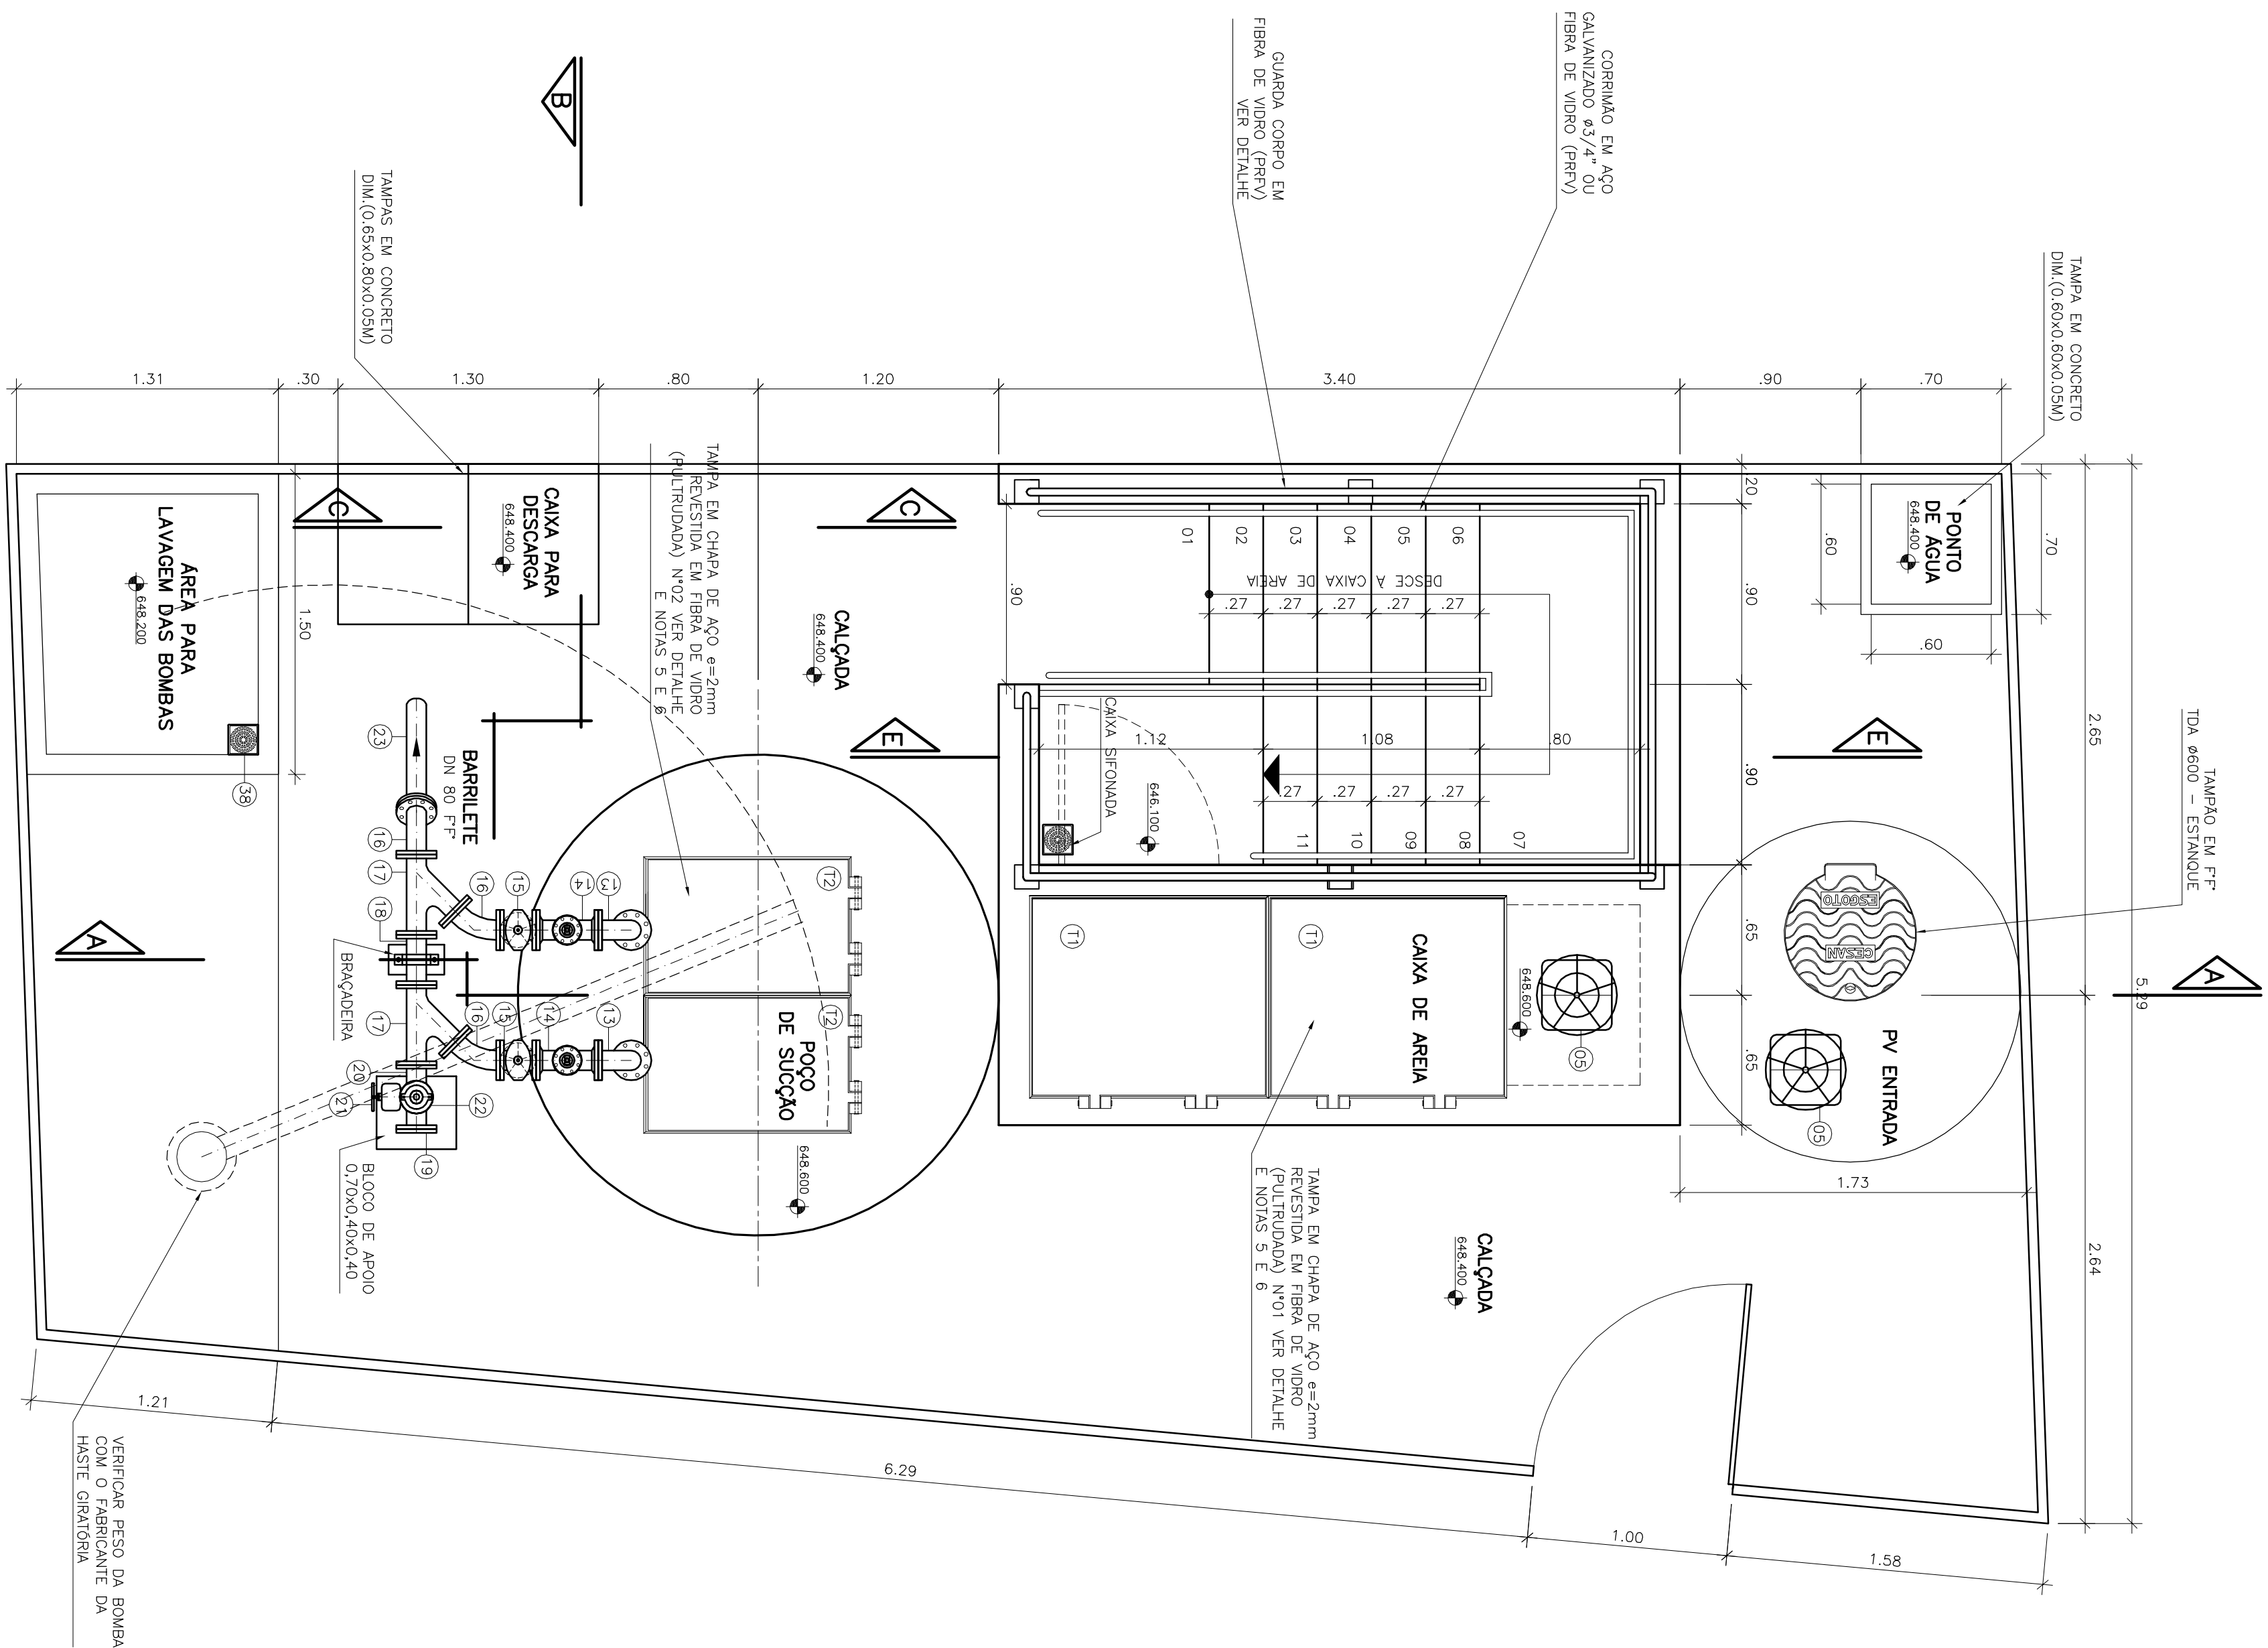 CORRIMÃO EM AÇO
GALVANIZADO ø3/4" OU
FIBRA DE VIDRO (PRFV)
GUARDA CORPO EM
FIBRA DE VIDRO (PRFV)
VER DETALHE
TAMPA EM CONCRETO
DIM.(0.60x0.60x0.05M)
TAMPAS EM CONCRETO
DIM.(0.65x0.80x0.05M)
B
1.31
.30
1.30
.80
1.20
3.40
.90
.70
TAMPA EM CHAPA DE AÇO e=2mm
REVESTIDA EM FIBRA DE VIDRO
(PULTRUDADA) N°02 VER DETALHE
E NOTAS 5 E 6
C
C
CAIXA PARA
DESCARGA
648.400
ÁREA PARA
LAVAGEM DAS BOMBAS
648.200
1.50
38
CALÇADA
648.400
.20
.90
.90
.65
.65
.90
01
02
03
04
05
06
DESCE À CAIXA DE AREIA
.27
.27
.27
.27
.27
1.12
1.08
.80
.27
.27
.27
.27
11
10
09
08
07
CAIXA SIFONADA
646.100
PONTO
DE ÁGUA
648.400
.60
.70
.60
E
E
2.65
5.29
2.64
TAMPÃO EM FºFº
TDA ø600 – ESTANQUE
ESGOTO
CESAN
A
A
PV ENTRADA
05
1.73
BARRILETE
DN 80 FºFº
23
16
17
18
16
15
14
13
BRAÇADEIRA
17
16
15
14
13
20
21
22
19
BLOCO DE APOIO
0,70x0,40x0,40
T2
T2
POÇO
DE SUCÇÃO
648.600
T1
T1
CAIXA DE AREIA
648.600
05
TAMPA EM CHAPA DE AÇO e=2mm
REVESTIDA EM FIBRA DE VIDRO
(PULTRUDADA) N°01 VER DETALHE
E NOTAS 5 E 6
CALÇADA
648.400
1.21
6.29
1.00
1.58
VERIFICAR PESO DA BOMBA
COM O FABRICANTE DA
HASTE GIRATÓRIA